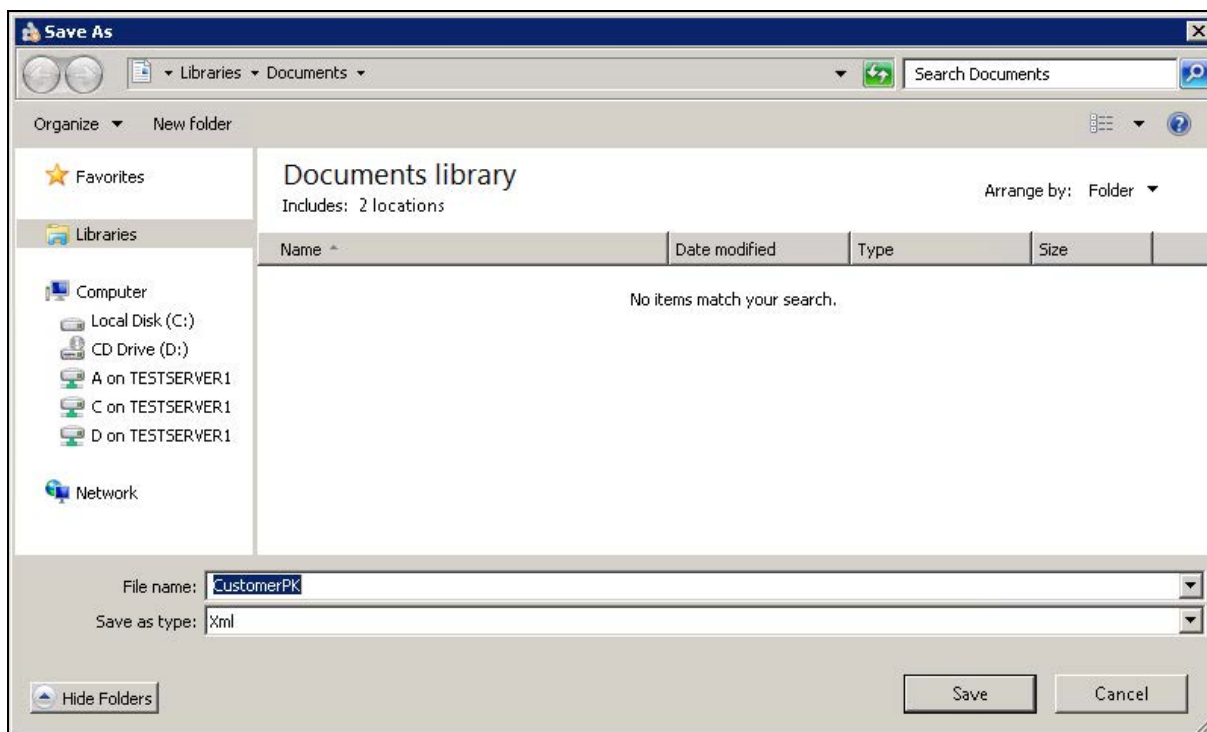 Save As
Libraries Documents
Search Documents
Organize New folder
Favorites
Libraries
Computer
Local Disk (C:)
CD Drive (D:)
A on TESTSERVER1
C on TESTSERVER1
D on TESTSERVER1
Network
Documents library
Includes: 2 locations
Arrange by: Folder
Name Date modified Type Size
No items match your search.
File name: CustomerPK
Save as type: Xml
Hide Folders
Save Cancel